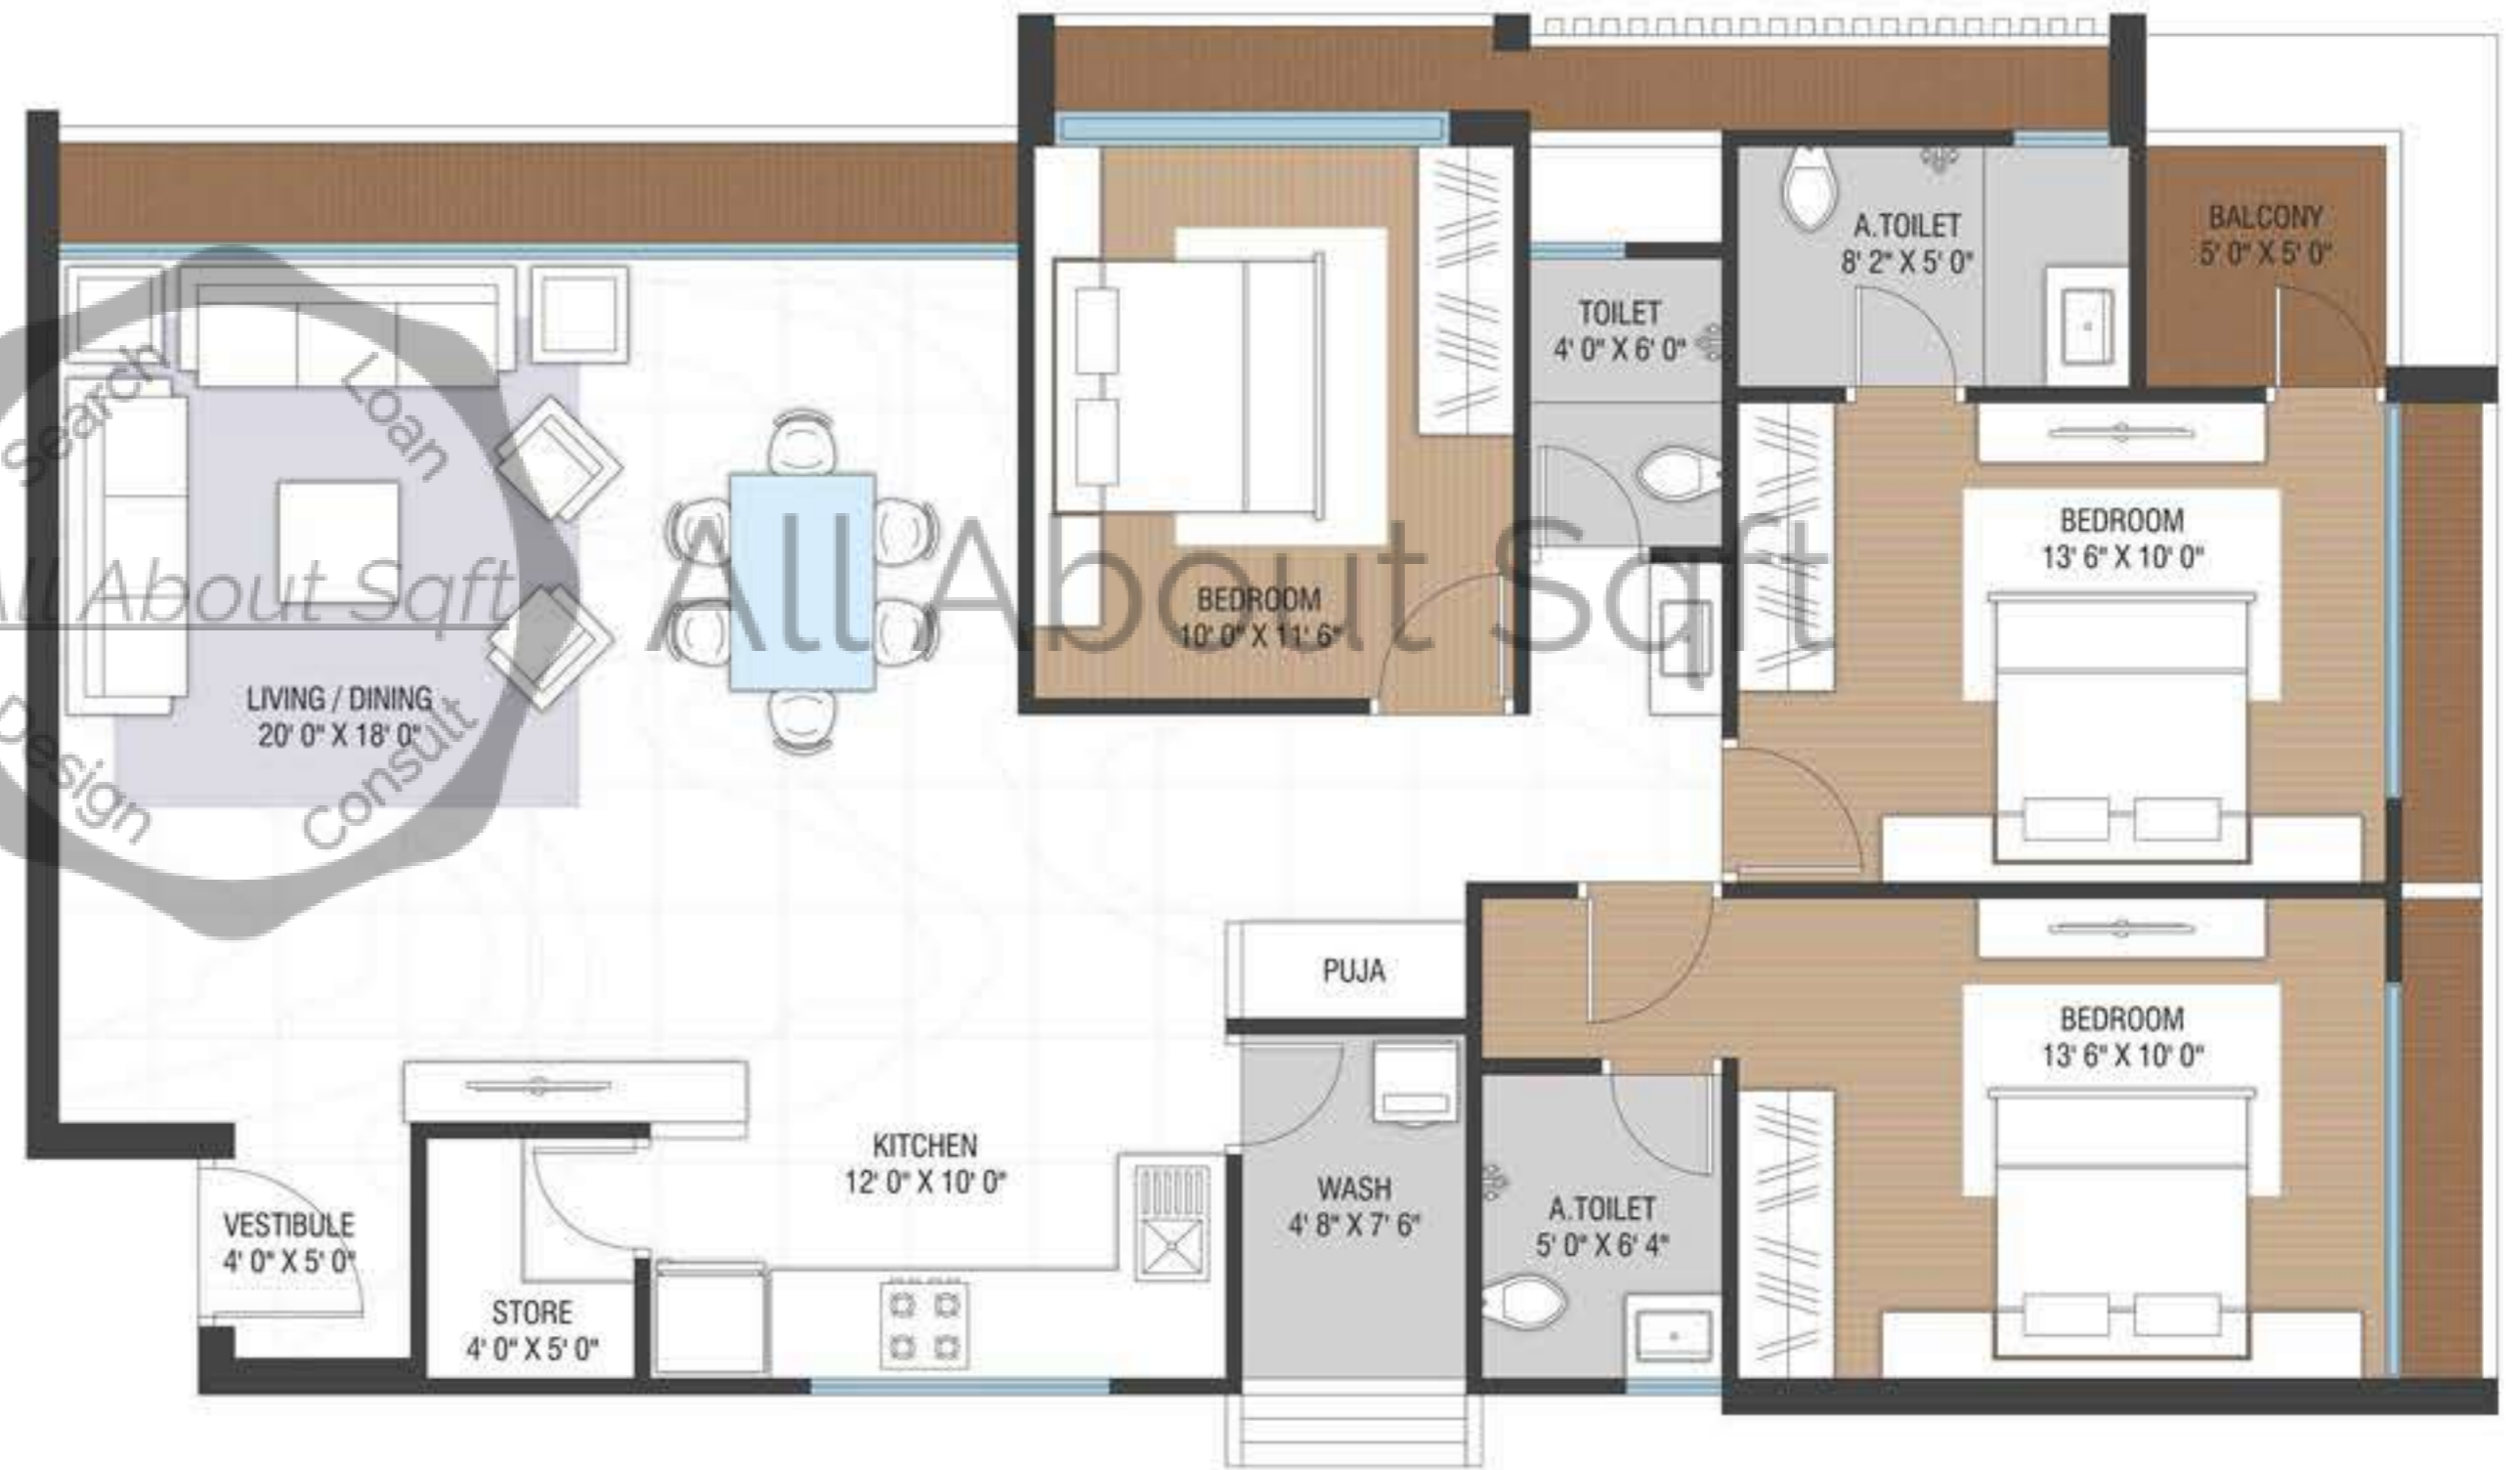 BALCONY
5' 0" X 5' 0"
A.TOILET
8' 2" X 5' 0"
TOILET
4' 0" X 6' 0"
BEDROOM
13' 6" X 10' 0"
BEDROOM
10' 0" X 11' 6"
LIVING / DINING
20' 0" X 18' 0"
Search
Loan
All About Sqft
Design
Consult
All About Sqft
PUJA
BEDROOM
13' 6" X 10' 0"
KITCHEN
12' 0" X 10' 0"
WASH
4' 8" X 7' 6"
A.TOILET
5' 0" X 6' 4"
VESTIBULE
4' 0" X 5' 0"
STORE
4' 0" X 5' 0"